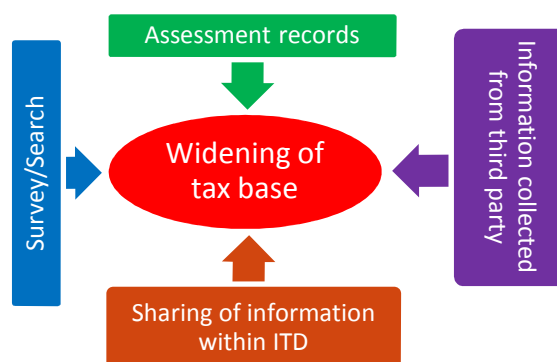 Assessment records
Survey/Search
Widening of
tax base
Information collected
from third party
Sharing of information
within ITD